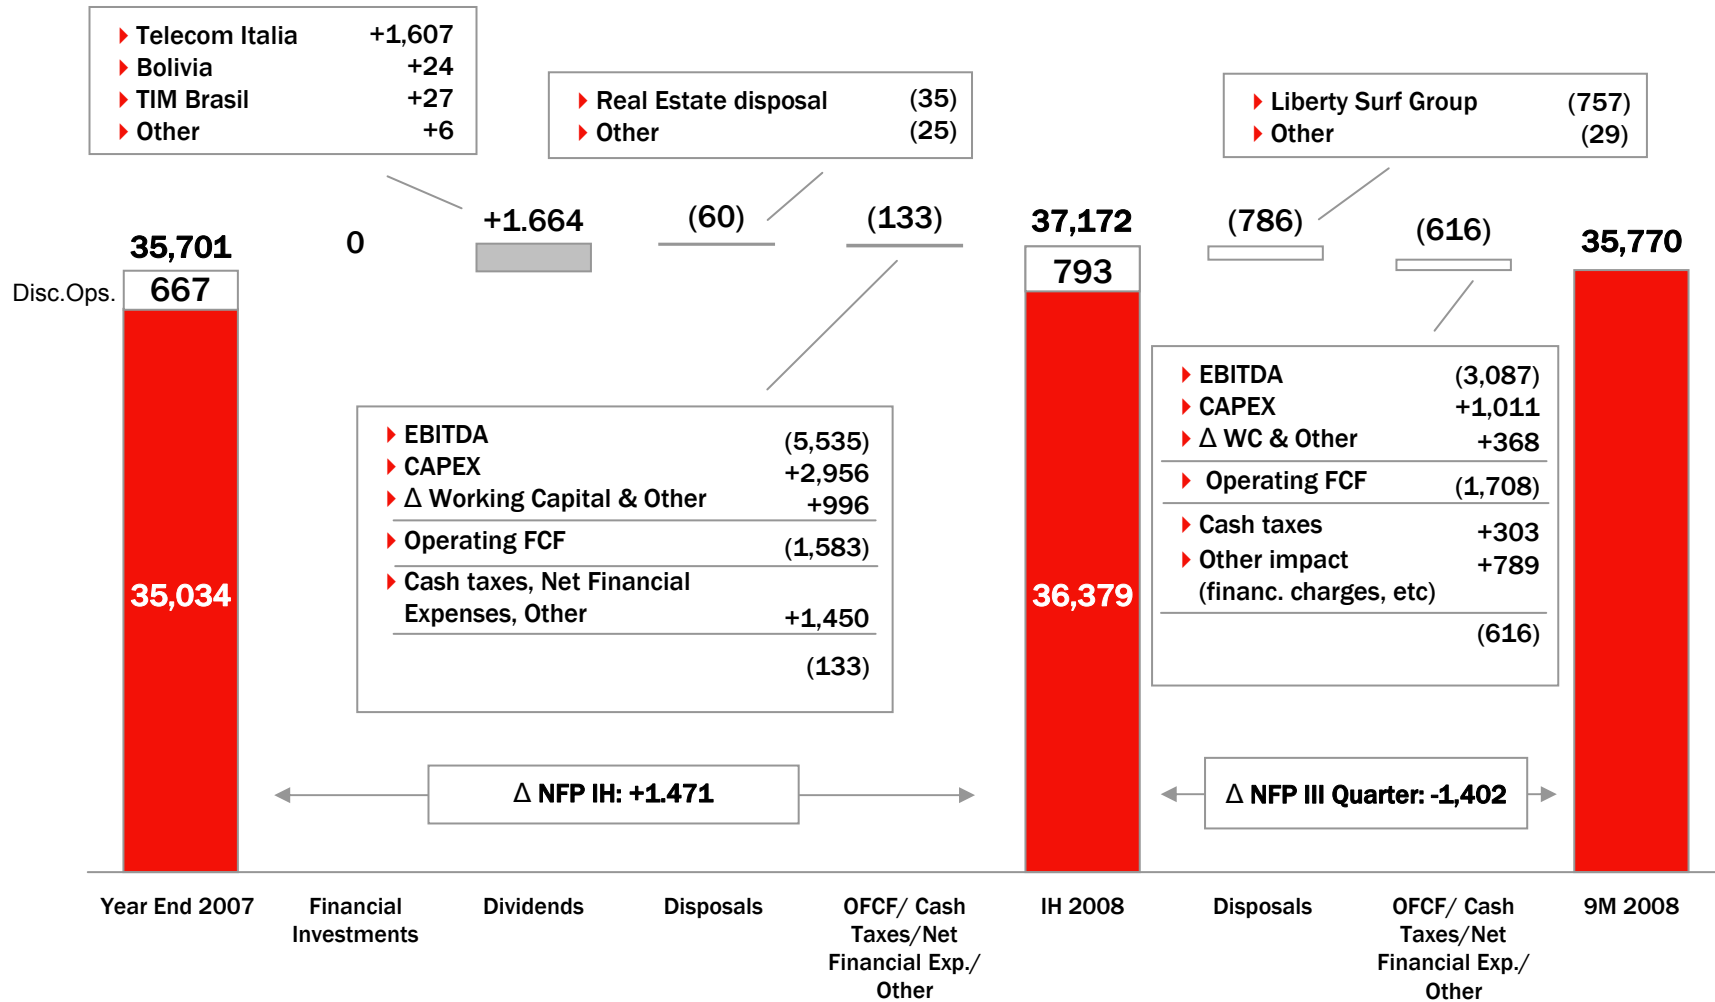 Telecom Italia +1,607
Bolivia +24
TIM Brasil +27
Other +6
Real Estate disposal (35)
Other (25)
Liberty Surf Group (757)
Other (29)
35,701
0
+1.664
(60)
(133)
37,172
(786)
(616)
35,770
Disc.Ops.
667
793
EBITDA (5,535)
CAPEX +2,956
Δ Working Capital & Other +996
Operating FCF (1,583)
Cash taxes, Net Financial
Expenses, Other +1,450
(133)
EBITDA (3,087)
CAPEX +1,011
Δ WC & Other +368
Operating FCF (1,708)
Cash taxes +303
Other impact +789
(financ. charges, etc)
(616)
35,034
36,379
Δ NFP IH: +1.471
Δ NFP III Quarter: -1,402
Year End 2007
Financial
Investments
Dividends
Disposals
OFCF/ Cash
Taxes/Net
Financial Exp./
Other
IH 2008
Disposals
OFCF/ Cash
Taxes/Net
Financial Exp./
Other
9M 2008